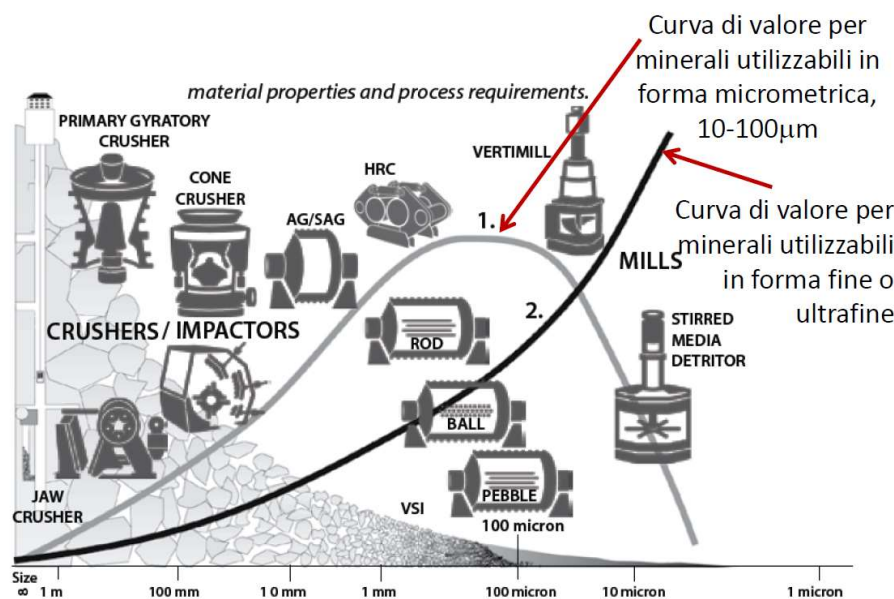 Curva di valore per
minerali utilizzabili in
forma micrometrica,
10-100μm
material properties and process requirements.
PRIMARY GYRATORY
CRUSHER
CONE
CRUSHER
AG/SAG
HRC
VERTIMILL
1.
Curva di valore per
minerali utilizzabili
in forma fine o
ultrafine
MILLS
2.
CRUSHERS / IMPACTORS
ROD
STIRRED
MEDIA
DETRITOR
BALL
JAW
CRUSHER
VSI
PEBBLE
100 micron
Size
∞ 1 m 100 mm 10 mm 1 mm 100 micron 10 micron 1 micron